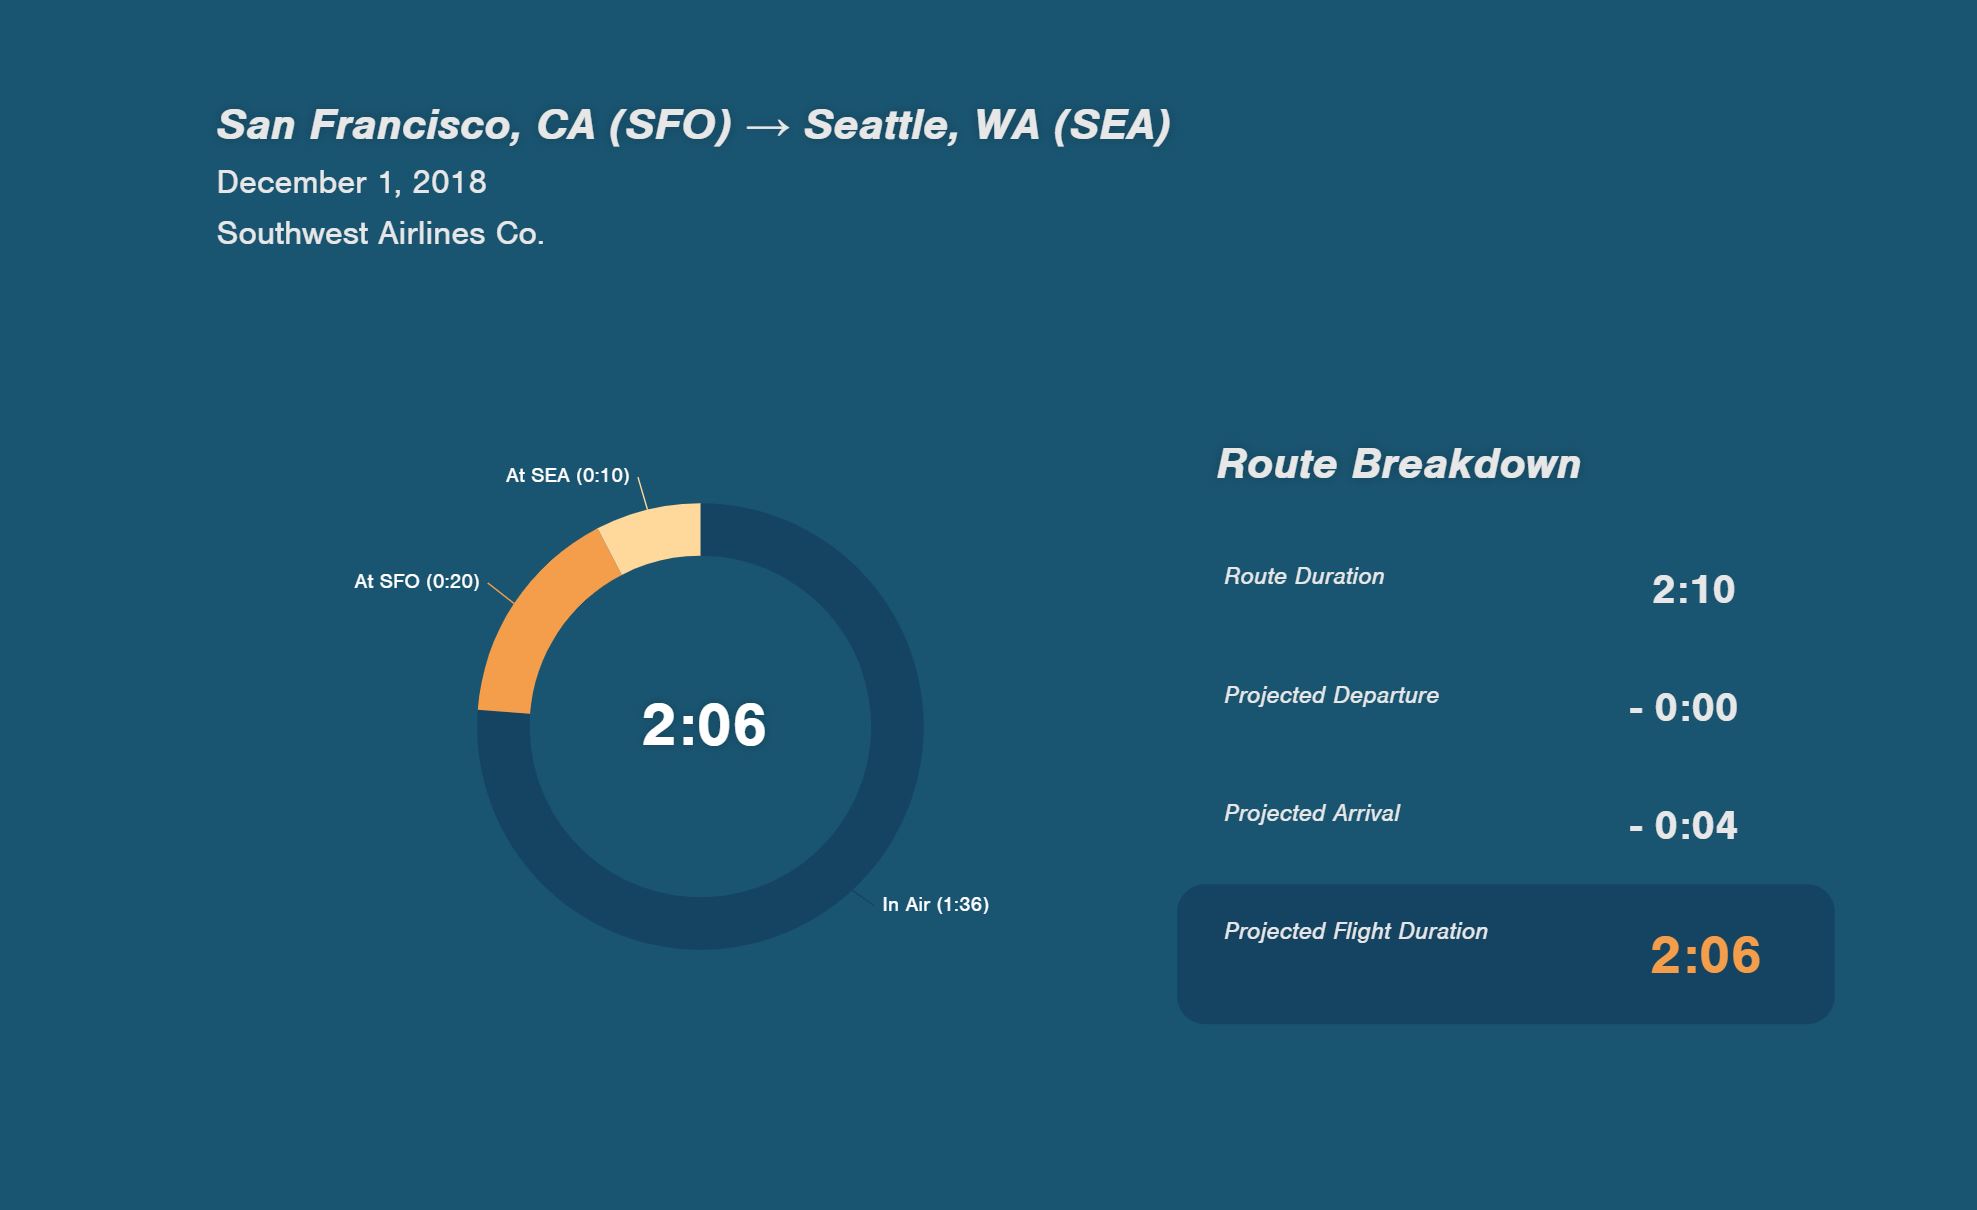 San Francisco, CA (SFO) → Seattle, WA (SEA)
December 1, 2018
Southwest Airlines Co.
At SEA (0:10)
At SFO (0:20)
2:06
In Air (1:36)
Route Breakdown
Route Duration 2:10
Projected Departure - 0:00
Projected Arrival - 0:04
Projected Flight Duration 2:06